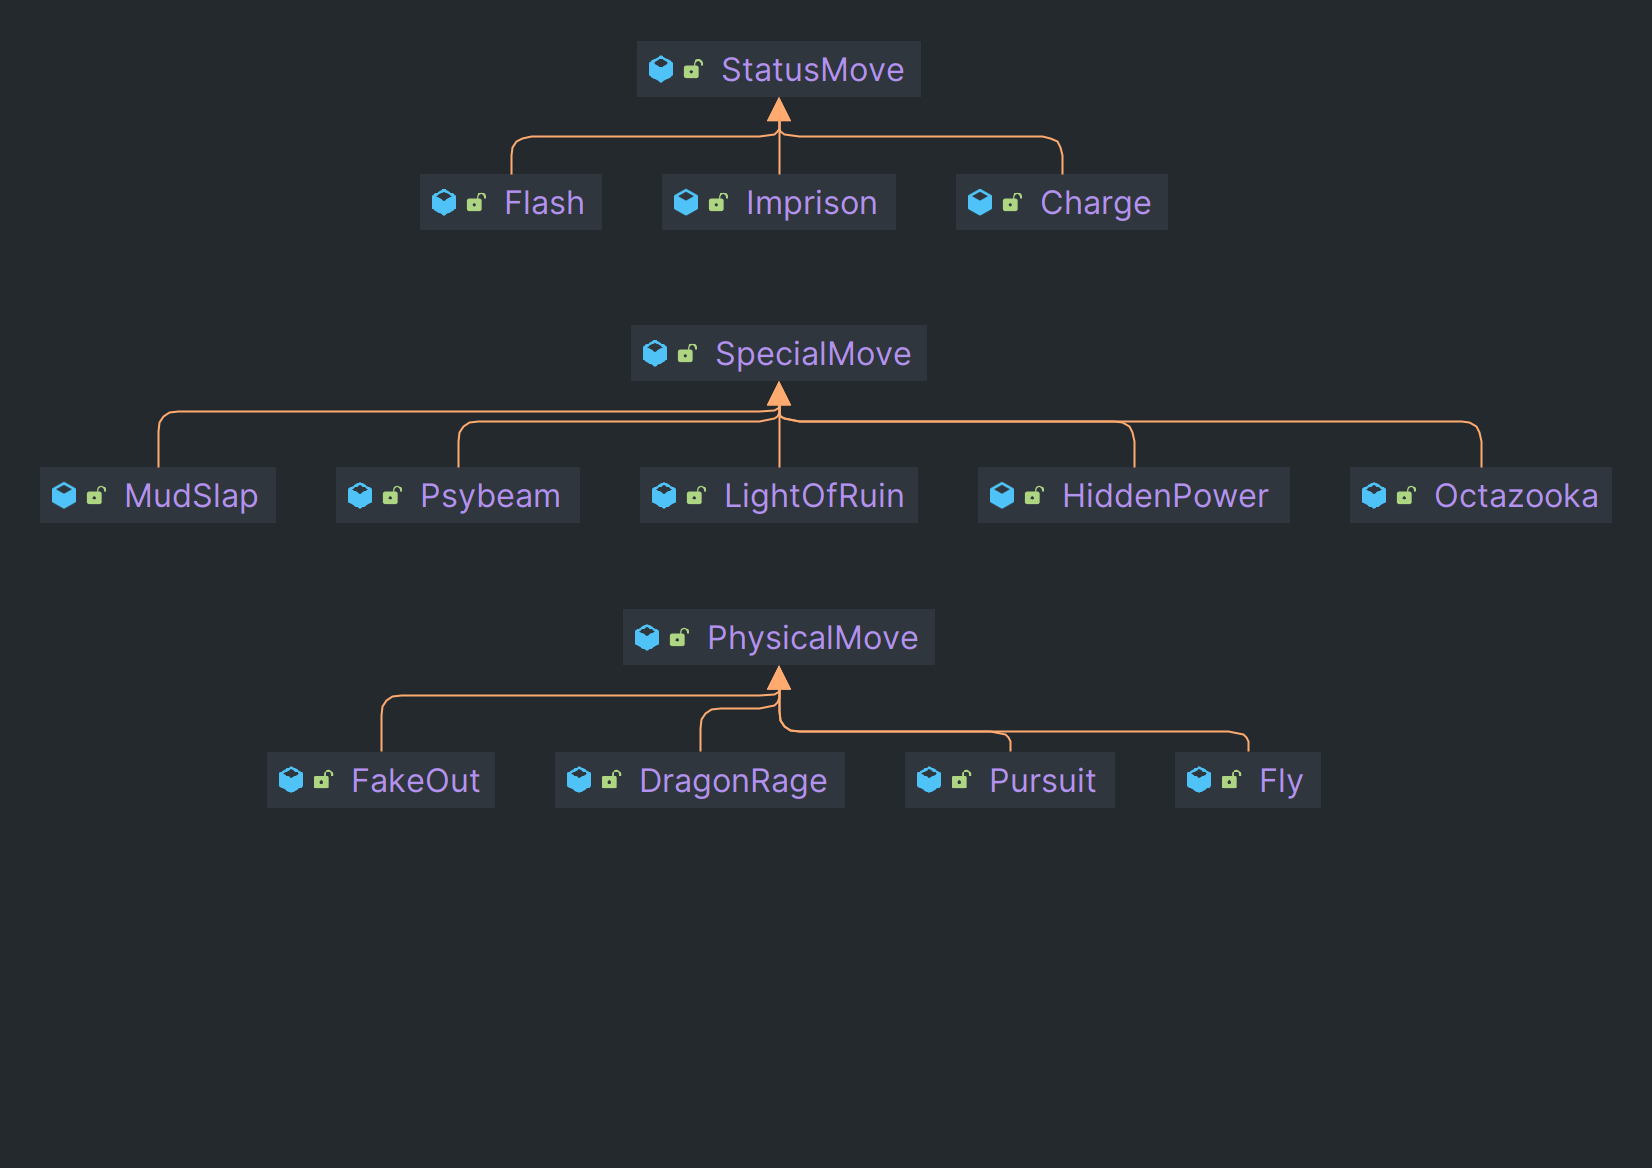 StatusMove
Flash Imprison Charge
SpecialMove
MudSlap Psybeam LightOfRuin HiddenPower Octazooka
PhysicalMove
FakeOut DragonRage Pursuit Fly